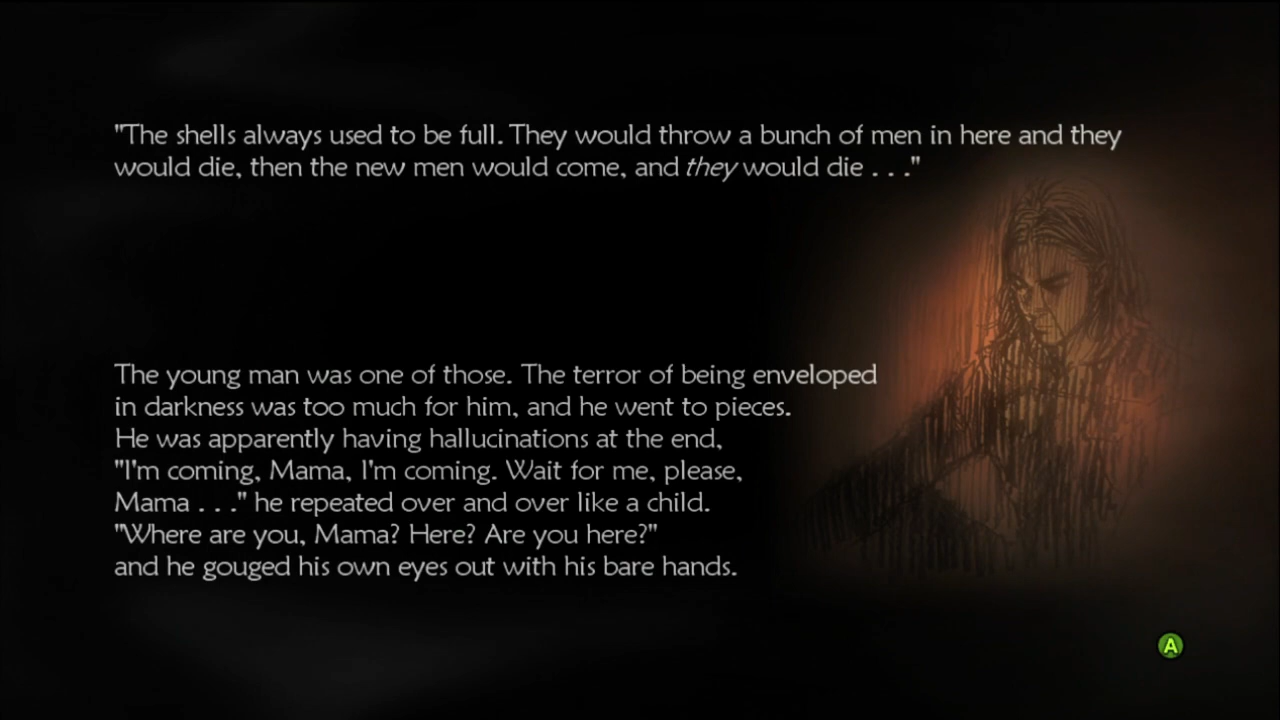 "The shells always used to be full. They would throw a bunch of men in here and they
would die, then the new men would come, and they would die . . ."
The young man was one of those. The terror of being enveloped
in darkness was too much for him, and he went to pieces.
He was apparently having hallucinations at the end,
"I'm coming, Mama, I'm coming. Wait for me, please,
Mama . . ." he repeated over and over like a child.
"Where are you, Mama? Here? Are you here?"
and he gouged his own eyes out with his bare hands.
A